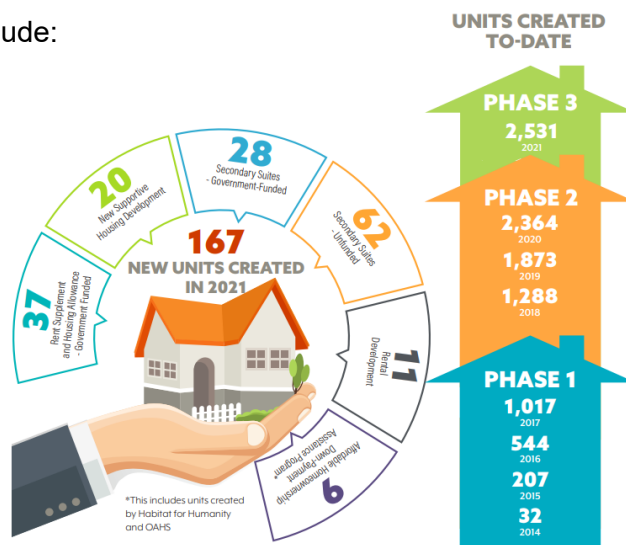 ude:
UNITS CREATED
TO-DATE
PHASE 3
2,531
2021
PHASE 2
2,364
2020
1,873
2019
1,288
2018
PHASE 1
1,017
2017
544
2016
207
2015
32
2014
167
NEW UNITS CREATED
IN 2021
37
Rent Supplement
and Housing Allowance
- Government Funded
20
New Supportive
Housing Development
28
Secondary Suites
- Government-Funded
62
Secondary Suites
- Unfunded
11
Rental
Development
9
Affordable Homeownership
Down-Payment
Assistance Program*
*This includes units created
by Habitat for Humanity
and OAHS